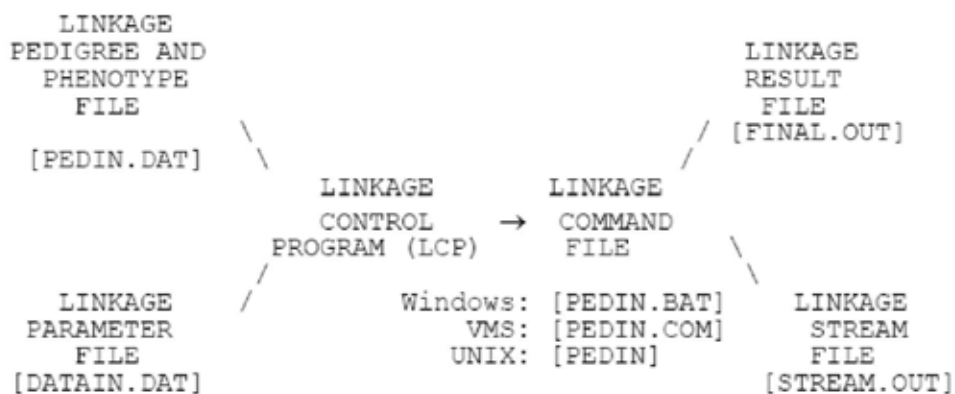 LINKAGE
PEDIGREE AND
PHENOTYPE
FILE
[PEDIN.DAT]
LINKAGE
RESULT
FILE
[FINAL.OUT]
LINKAGE
CONTROL
PROGRAM (LCP)
→
LINKAGE
COMMAND
FILE
Windows: [PEDIN.BAT]
VMS: [PEDIN.COM]
UNIX: [PEDIN]
LINKAGE
PARAMETER
FILE
[DATAIN.DAT]
LINKAGE
STREAM
FILE
[STREAM.OUT]